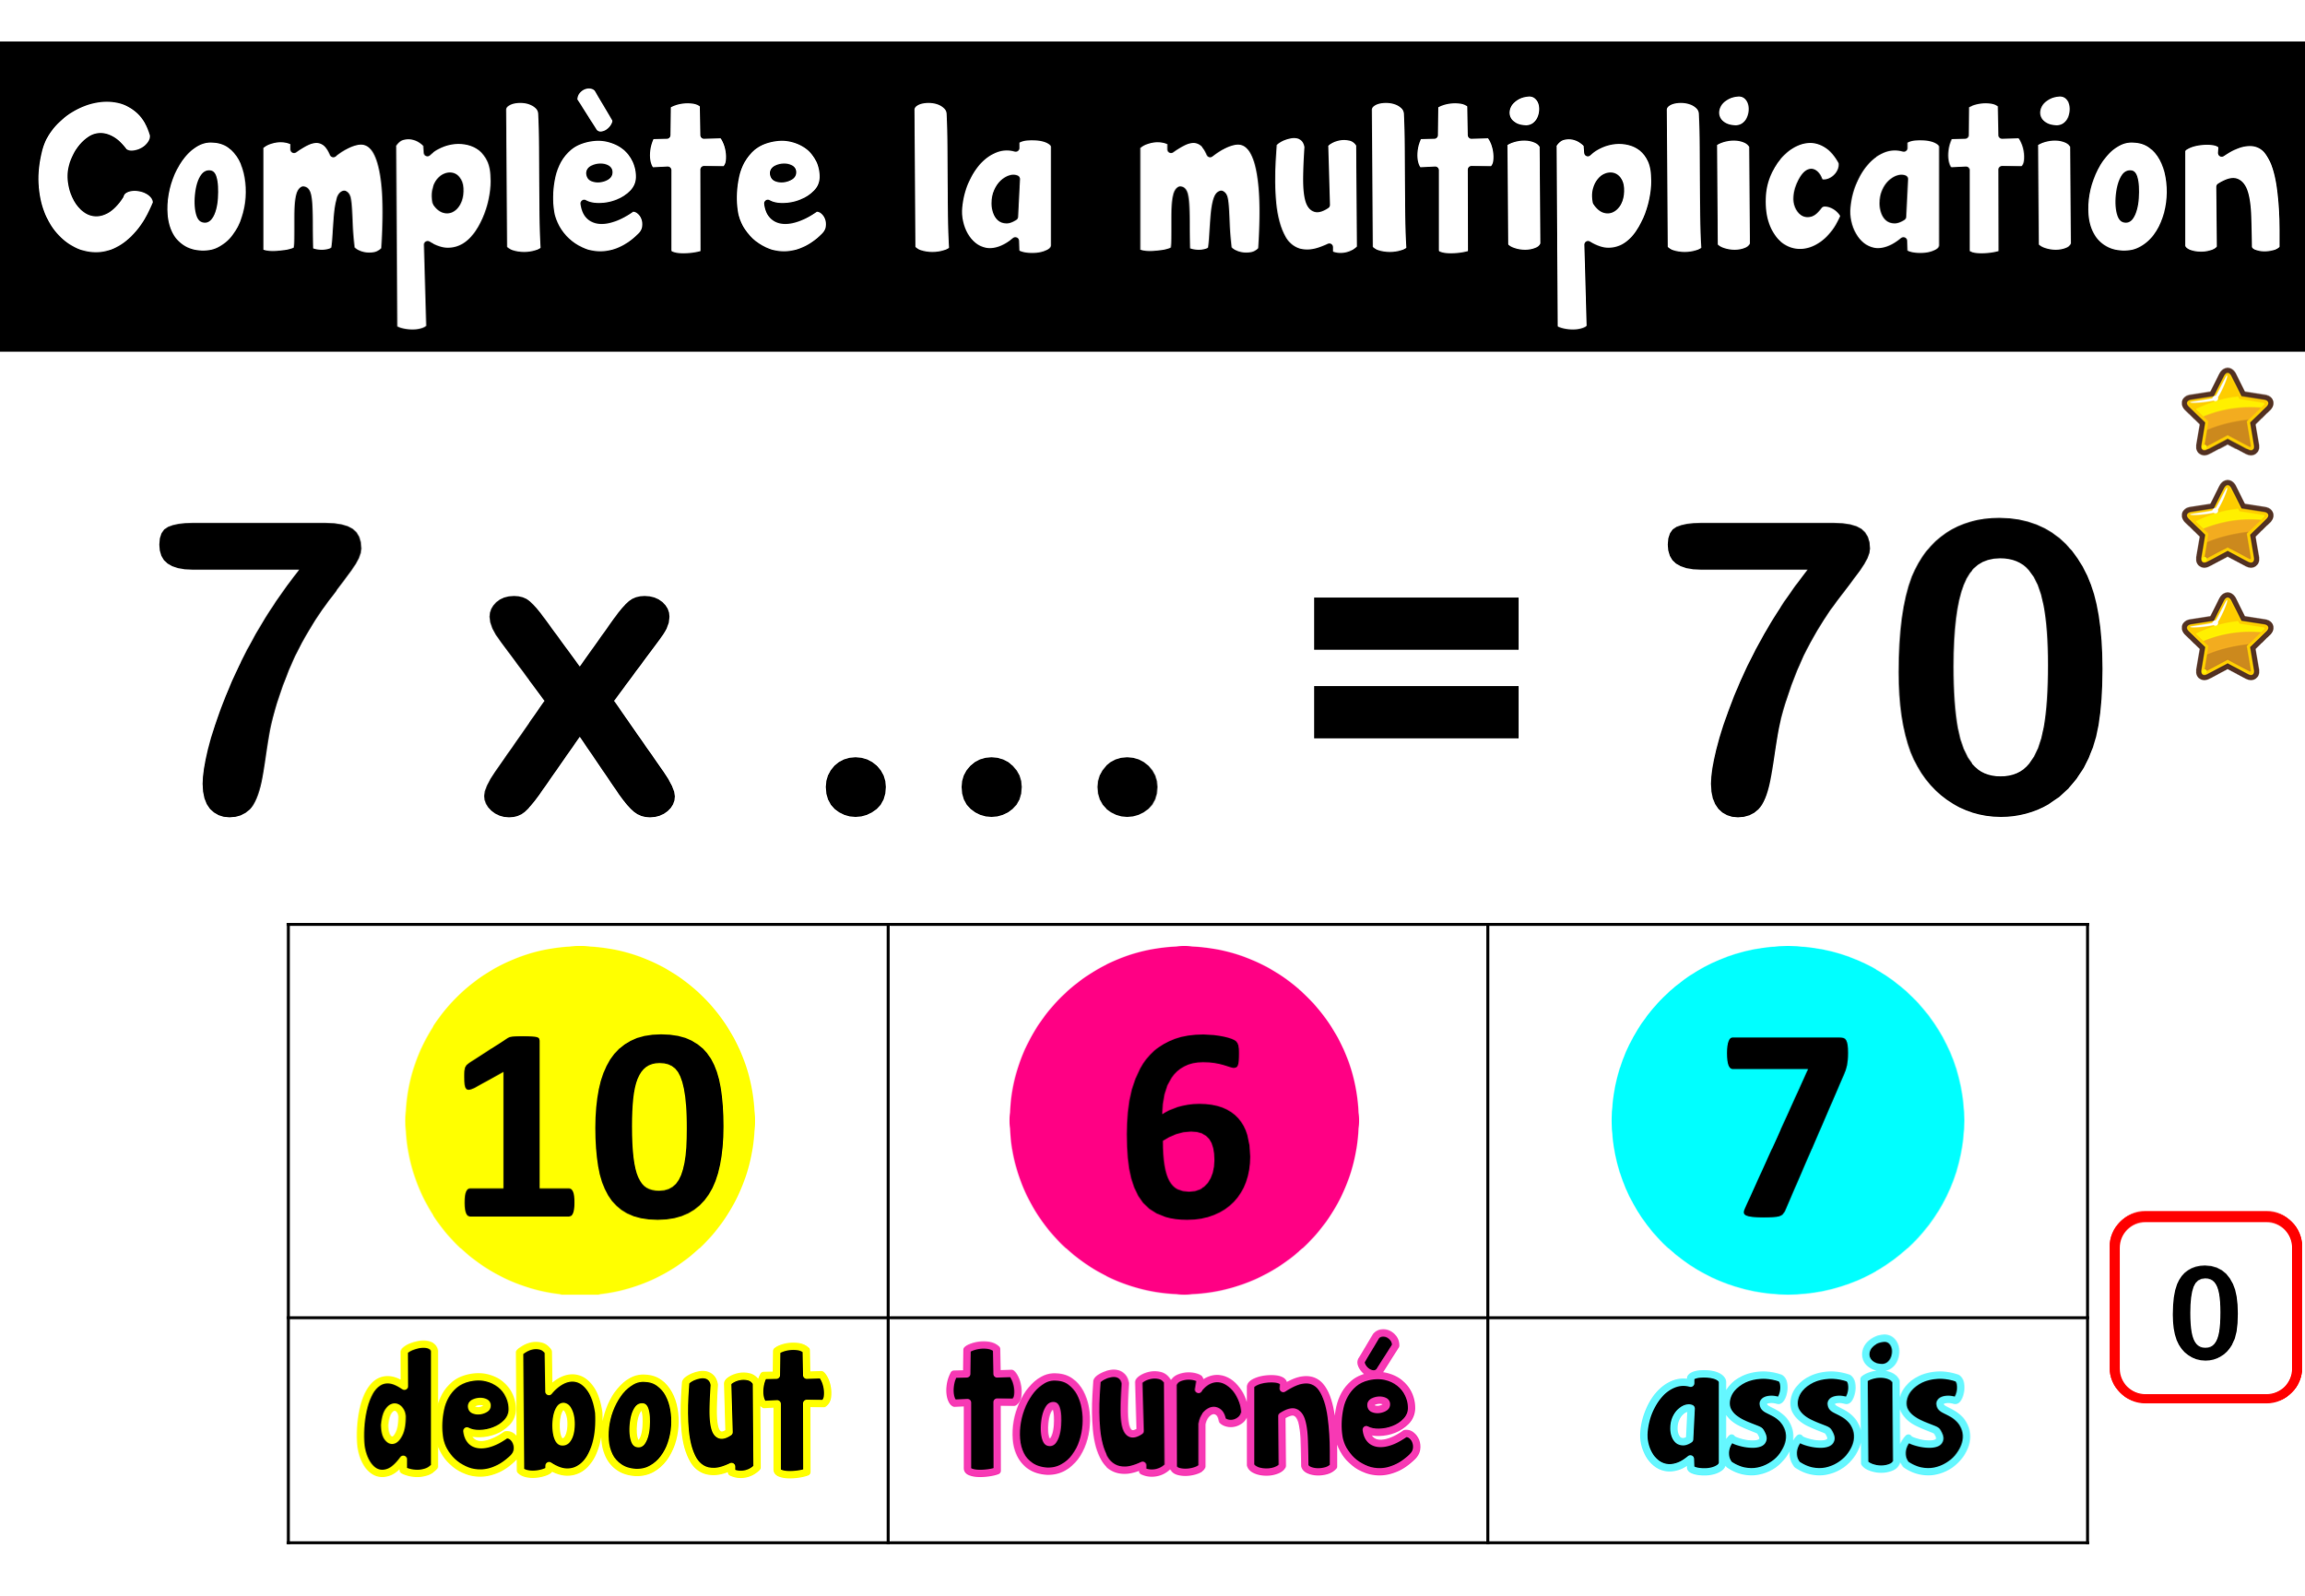 Complète la multiplication
7 x ... = 70
10 6 7
0
debout tourné assis